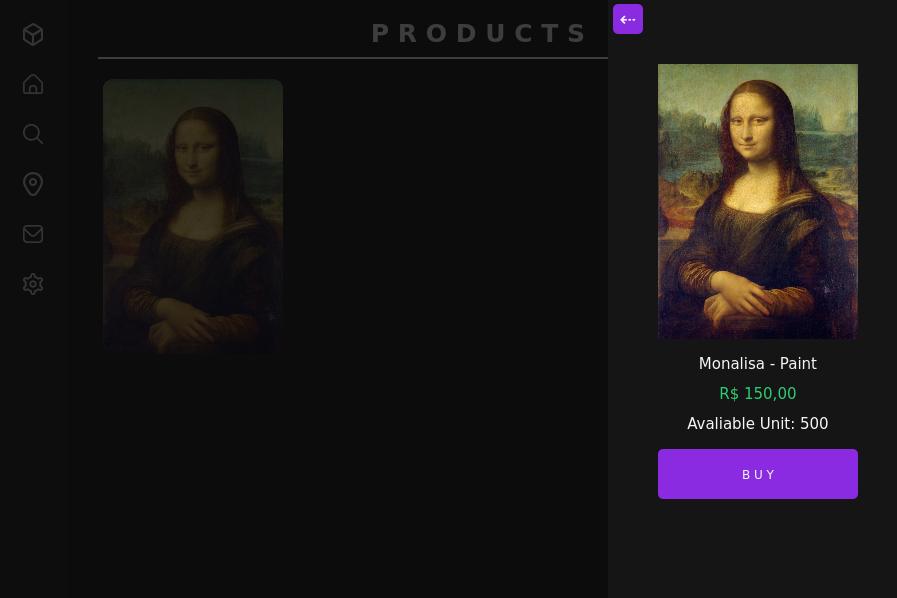 PRODUCTS
Monalisa - Paint
R$ 150,00
Avaliable Unit: 500
BUY